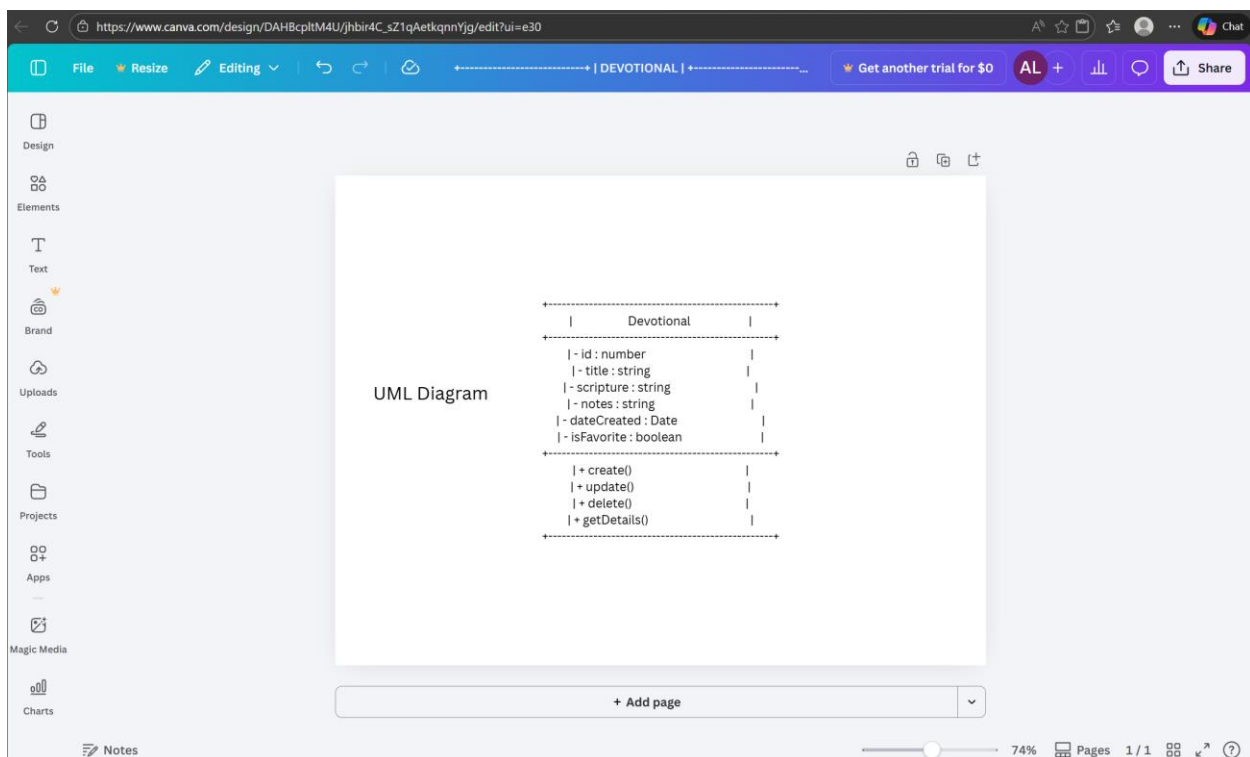 https://www.canva.com/design/DAHBcpltM4U/jhbir4C_sZ1qAetkqnnYjg/edit?ui=e30
Chat
File Resize Editing +----------------------------+ | DEVOTIONAL | +-----------------------... Get another trial for $0 AL + Share
Design
Elements
Text
Brand
Uploads
Tools
Projects
Apps
Magic Media
Charts
UML Diagram
+--------------------------------------------------+
| Devotional |
+--------------------------------------------------+
| - id : number |
| - title : string |
| - scripture : string |
| - notes : string |
| - dateCreated : Date |
| - isFavorite : boolean |
+--------------------------------------------------+
| + create() |
| + update() |
| + delete() |
| + getDetails() |
+--------------------------------------------------+
+ Add page
Notes 74% Pages 1/1